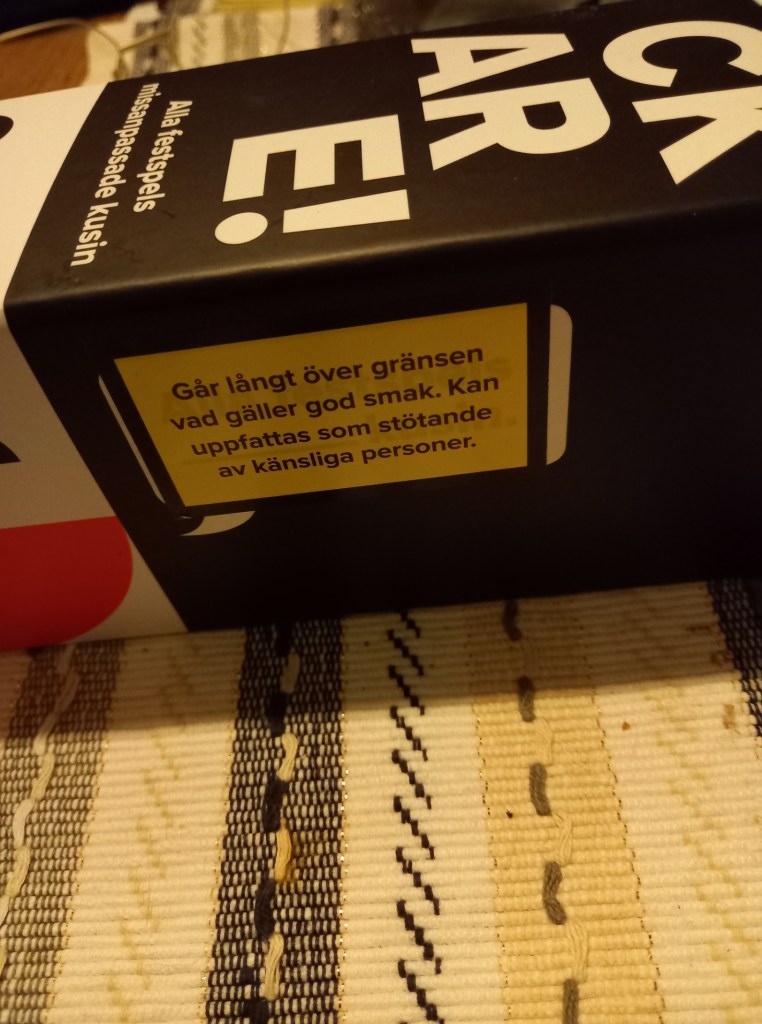 CK
AR
E!
Alla festspels
missanpassade kusin
Går långt över gränsen
vad gäller god smak. Kan
uppfattas som stötande
av känsliga personer.